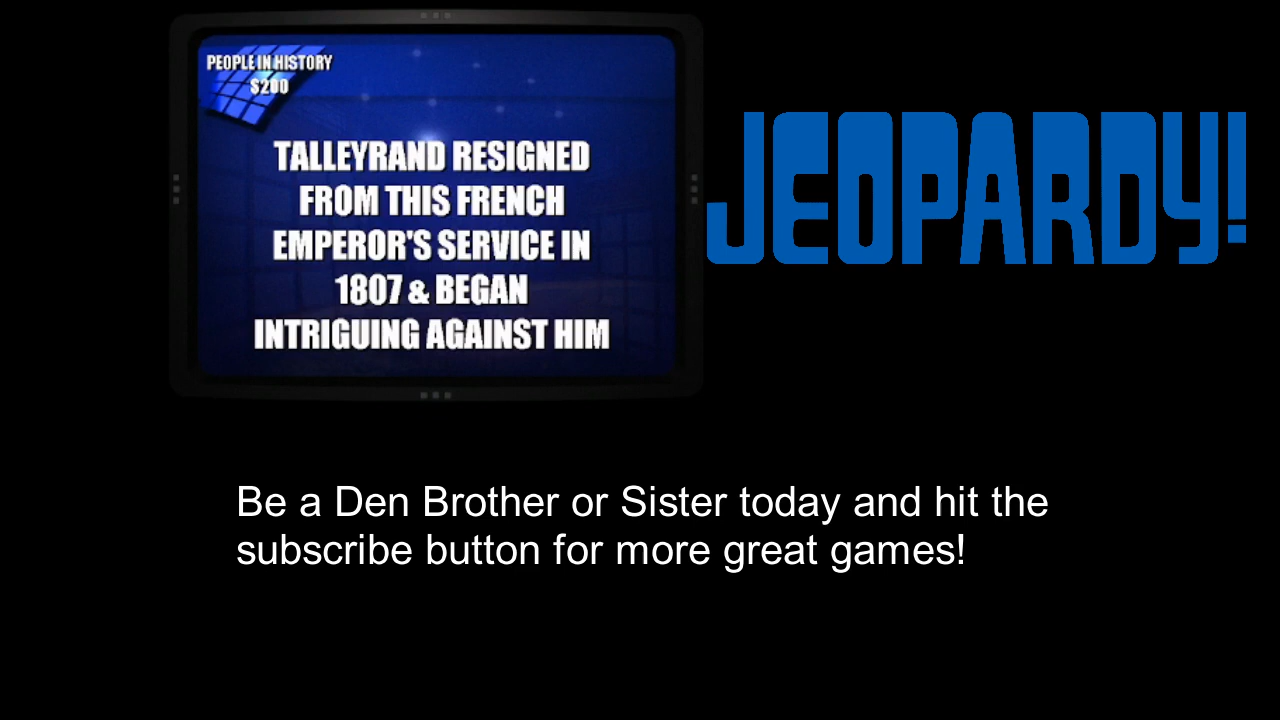 PEOPLE IN HISTORY
$200
TALLEYRAND RESIGNED
FROM THIS FRENCH
EMPEROR'S SERVICE IN
1807 & BEGAN
INTRIGUING AGAINST HIM
JEOPARDY!
Be a Den Brother or Sister today and hit the
subscribe button for more great games!